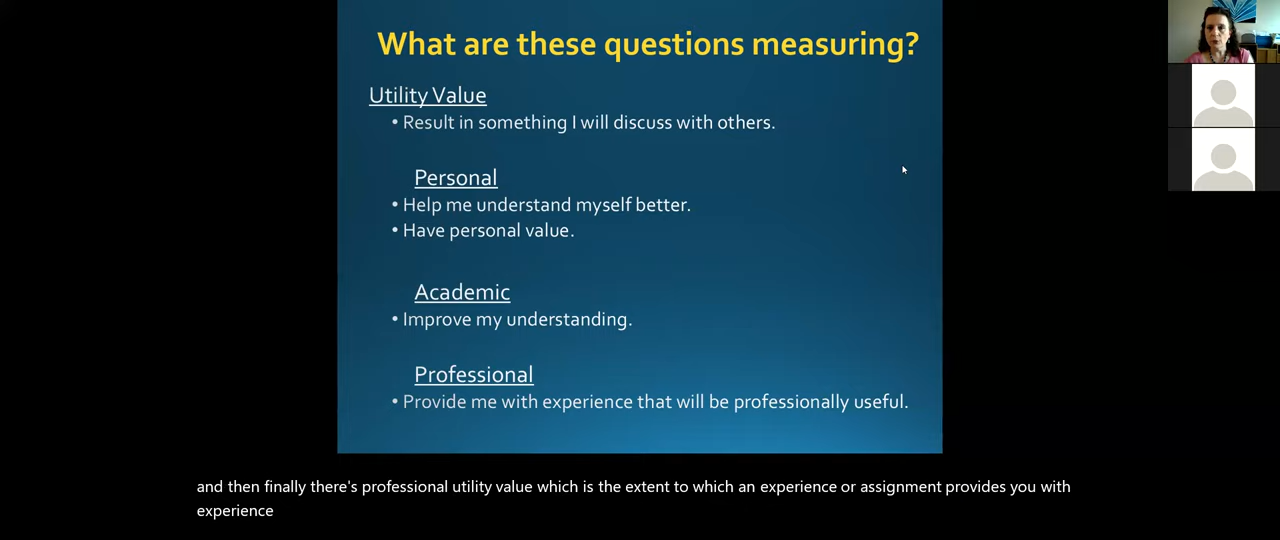 What are these questions measuring?
Utility Value
• Result in something I will discuss with others.
Personal
• Help me understand myself better.
• Have personal value.
Academic
• Improve my understanding.
Professional
• Provide me with experience that will be professionally useful.
and then finally there's professional utility value which is the extent to which an experience or assignment provides you with
experience